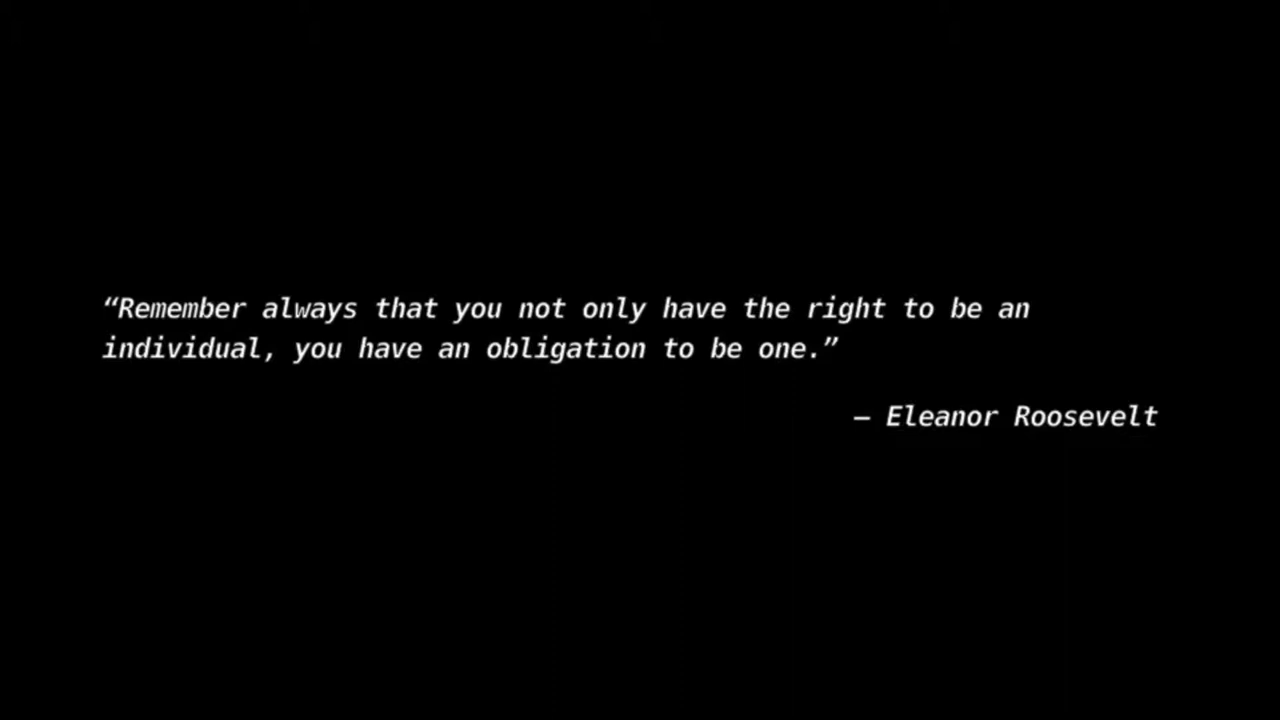 “Remember always that you not only have the right to be an
individual, you have an obligation to be one.”
— Eleanor Roosevelt